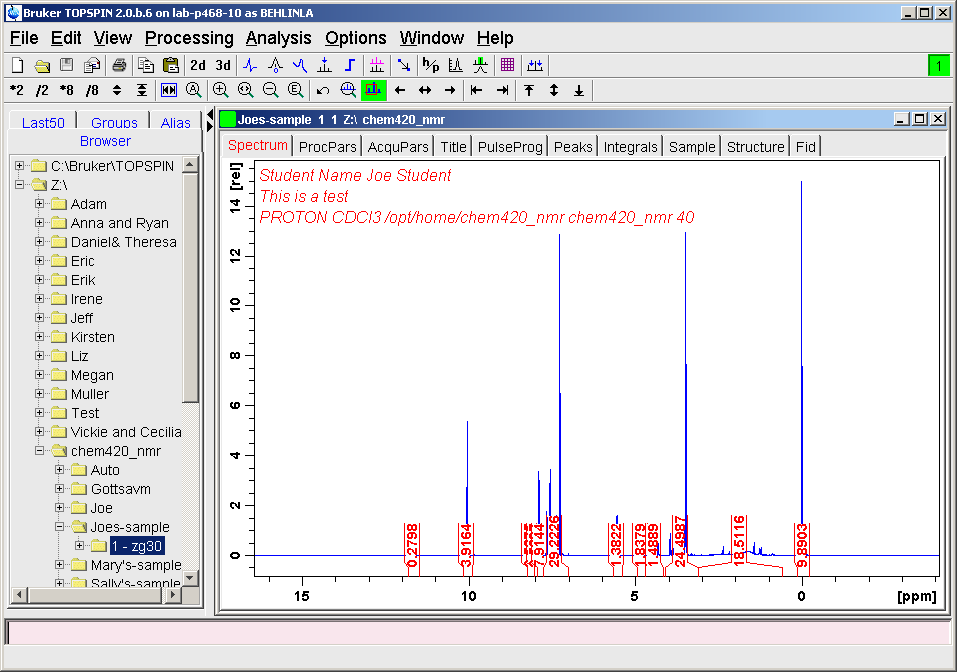 Bruker TOPSPIN 2.0.b.6 on lab-p468-10 as BEHLINLA
File Edit View Processing Analysis Options Window Help
2d 3d h/p 1
*2 /2 *8 /8 A E
Last50 Groups Alias
Browser
C:\Bruker\TOPSPIN
Z:\
Adam
Anna and Ryan
Daniel& Theresa
Eric
Erik
Irene
Jeff
Kirsten
Liz
Megan
Muller
Test
Vickie and Cecilia
chem420_nmr
Auto
Gottsavm
Joe
Joes-sample
1 - zg30
Mary's-sample
Sally's-sample
Joes-sample 1 1 Z:\ chem420_nmr
Spectrum ProcPars AcquPars Title PulseProg Peaks Integrals Sample Structure Fid
Student Name Joe Student
This is a test
PROTON CDCl3 /opt/home/chem420_nmr chem420_nmr 40
[rel]
14
12
10
8
6
4
2
0
0.2798 3.9164 7.9144 29.2226 1.3822 1.8379 1.4889 24.4987 18.5116 9.8903
15 10 5 0 [ppm]